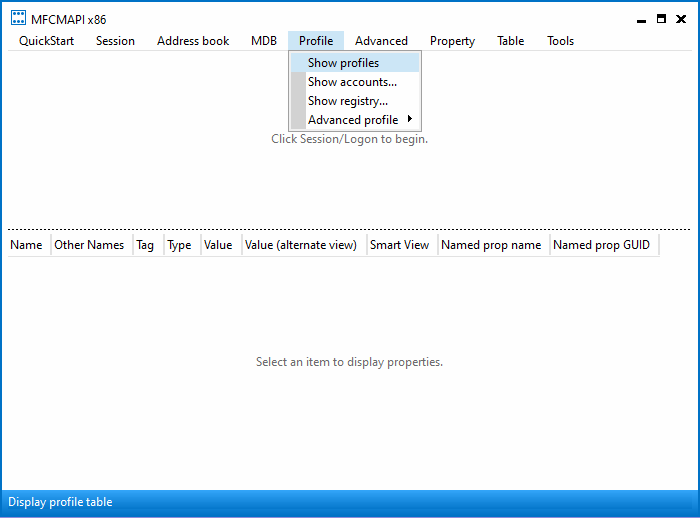 MFCMAPI x86
QuickStart Session Address book MDB Profile Advanced Property Table Tools
Show profiles
Show accounts...
Show registry...
Advanced profile
Click Session/Logon to begin.
Name Other Names Tag Type Value Value (alternate view) Smart View Named prop name Named prop GUID
Select an item to display properties.
Display profile table